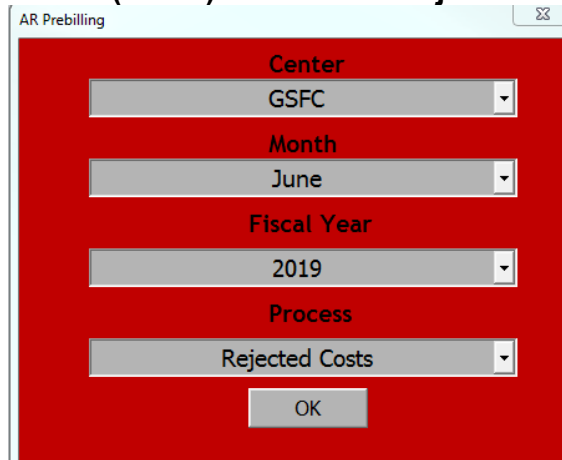 AR Prebilling
Center
GSFC
Month
June
Fiscal Year
2019
Process
Rejected Costs
OK